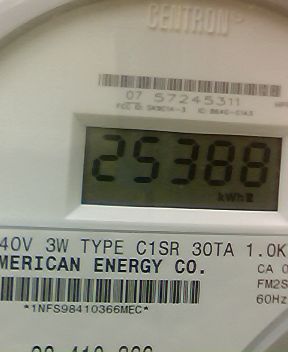 CENTRON
07 57245311
25388
kWh
40V 3W TYPE C1SR 30TA 1.0K
MERICAN ENERGY CO.
CA 0
FM2S
60Hz
*1NFS98410366MEC*